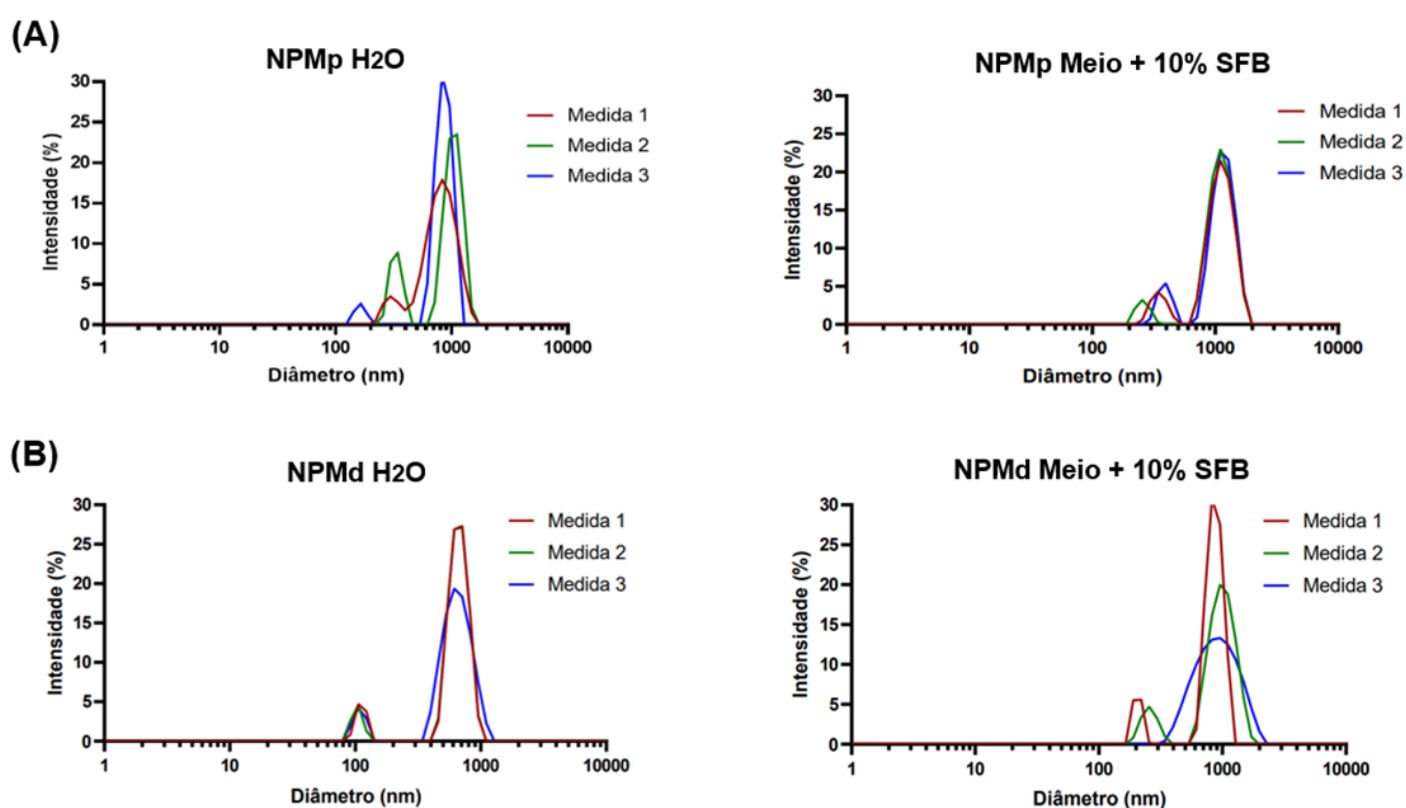 (A)
NPMp H2O
30
25
20
15
10
5
0
Intensidade (%)
1 10 100 1000 10000
Diâmetro (nm)
Medida 1
Medida 2
Medida 3
NPMp Meio + 10% SFB
30
25
20
15
10
5
0
Intensidade (%)
1 10 100 1000 10000
Diâmetro (nm)
Medida 1
Medida 2
Medida 3
(B)
NPMd H2O
30
25
20
15
10
5
0
Intensidade (%)
1 10 100 1000 10000
Diâmetro (nm)
Medida 1
Medida 2
Medida 3
NPMd Meio + 10% SFB
30
25
20
15
10
5
0
Intensidade (%)
1 10 100 1000 10000
Diâmetro (nm)
Medida 1
Medida 2
Medida 3